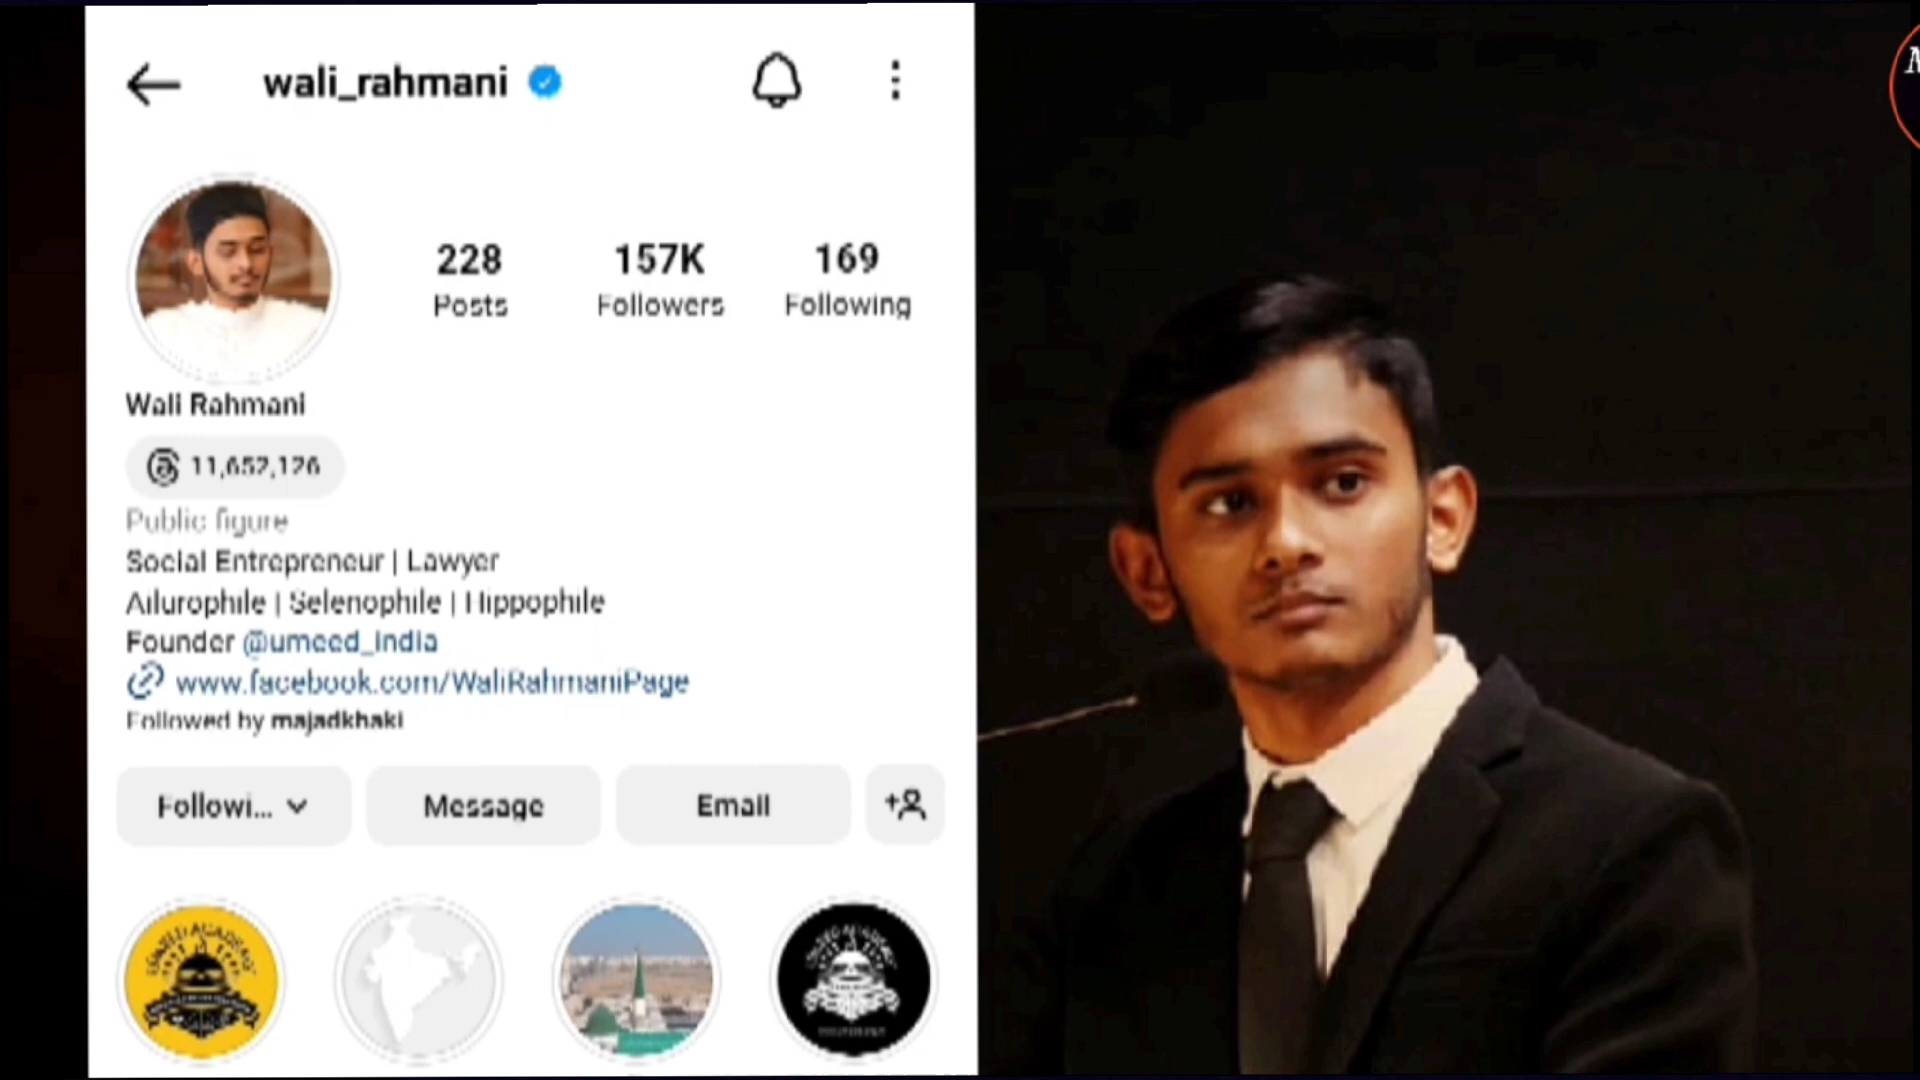 wali_rahmani
228 157K 169
Posts Followers Following
Wali Rahmani
11,652,126
Public figure
Social Entrepreneur | Lawyer
Ailurophile | Selenophile | Hippophile
Founder @umeed_india
www.facebook.com/WaliRahmaniPage
Followed by majadkhaki
Followi... Message Email